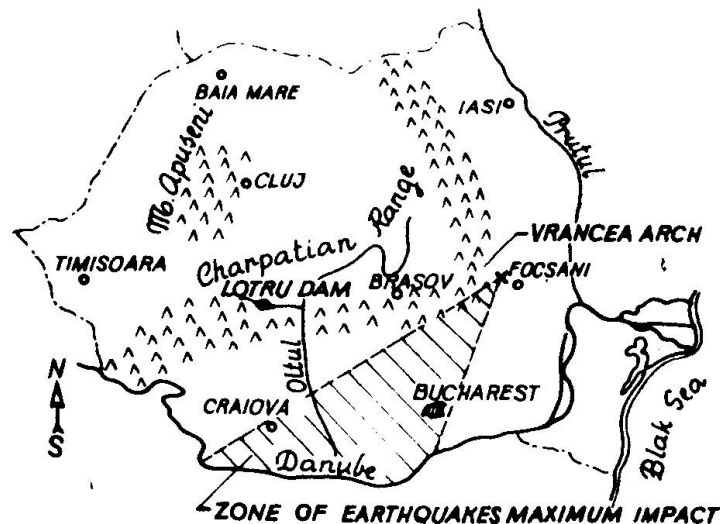 BAIA MARE
IASI
Prutul
M. Apuseni
CLUJ
Charpatian Range
VRANCEA ARCH
TIMISOARA
BRASOV
FOCSANI
LOTRU DAM
Oltul
N
S
CRAIOVA
BUCHAREST
Danube
Blak Sea
ZONE OF EARTHQUAKES MAXIMUM IMPACT